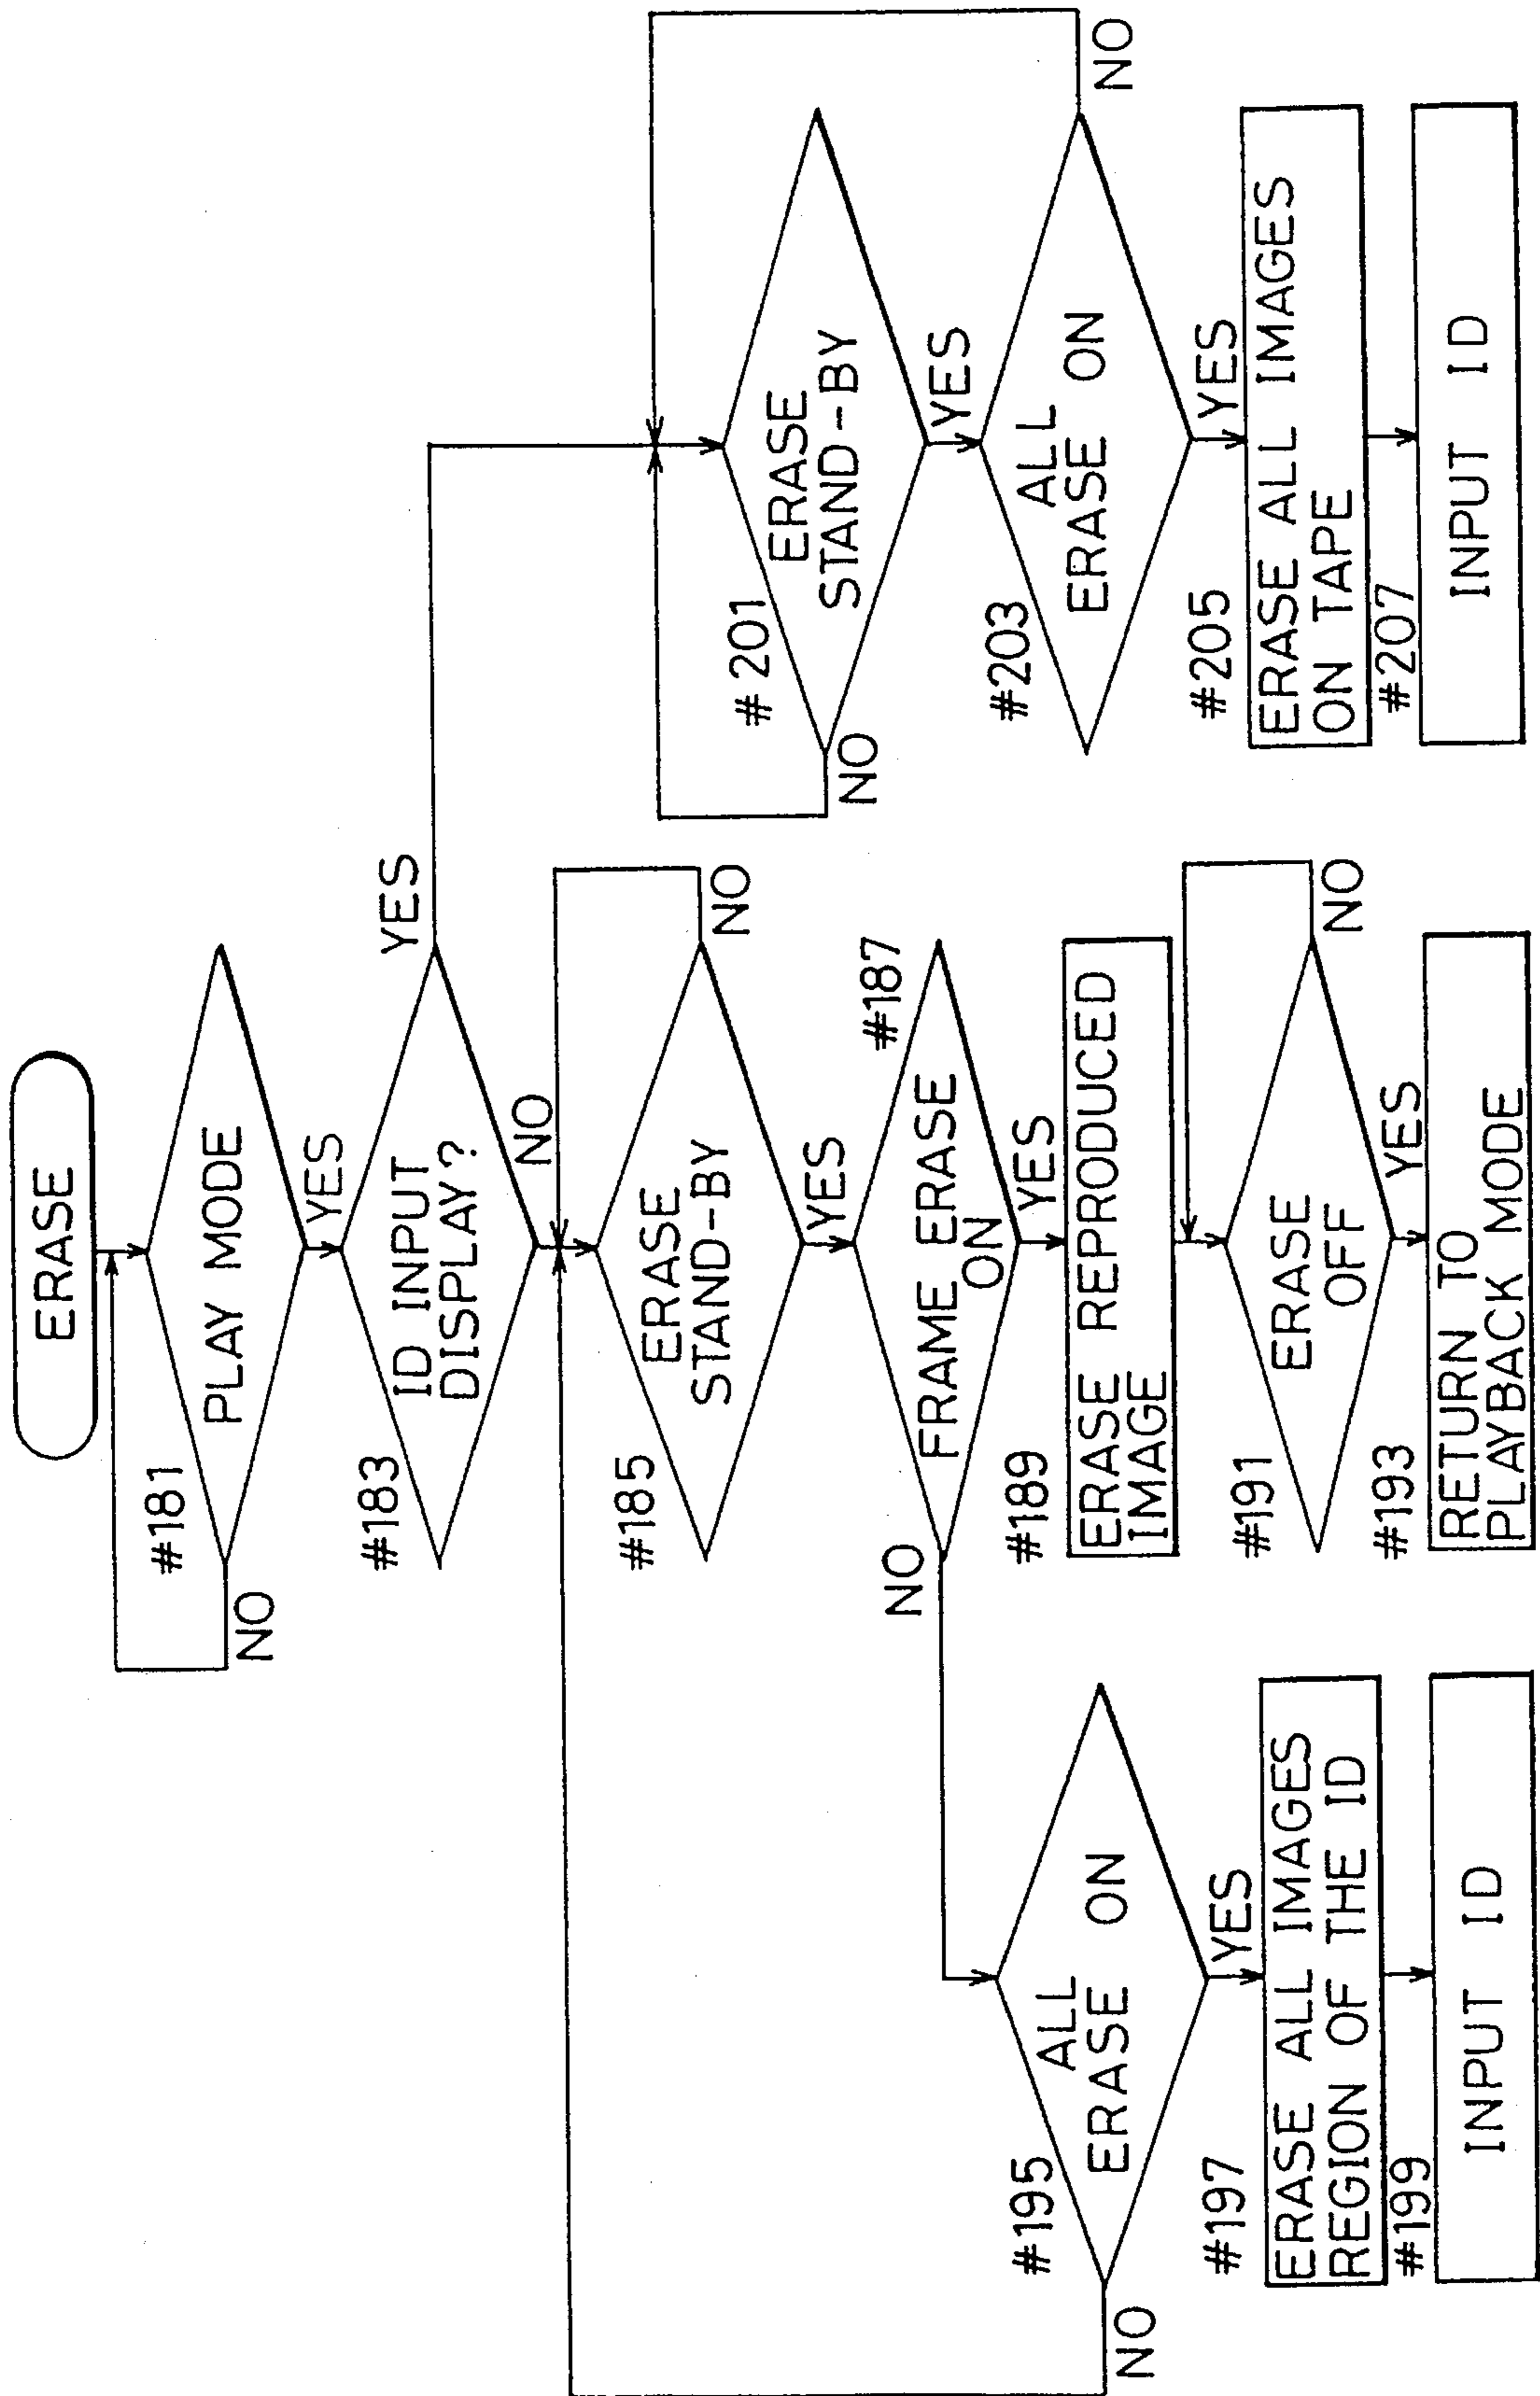 ERASE
#181
PLAY MODE
NO
YES
#183
ID INPUT
DISPLAY?
YES
NO
#185
ERASE
STAND-BY
NO
YES
#187
FRAME ERASE
ON
NO
YES
#189
ERASE REPRODUCED
IMAGE
#191
ERASE
OFF
NO
YES
#193
RETURN TO
PLAYBACK MODE
#195
ALL
ERASE ON
NO
YES
#197
ERASE ALL IMAGES
REGION OF THE ID
#199
INPUT ID
#201
ERASE
STAND-BY
NO
YES
#203
ALL
ERASE ON
NO
YES
#205
ERASE ALL IMAGES
ON TAPE
#207
INPUT ID